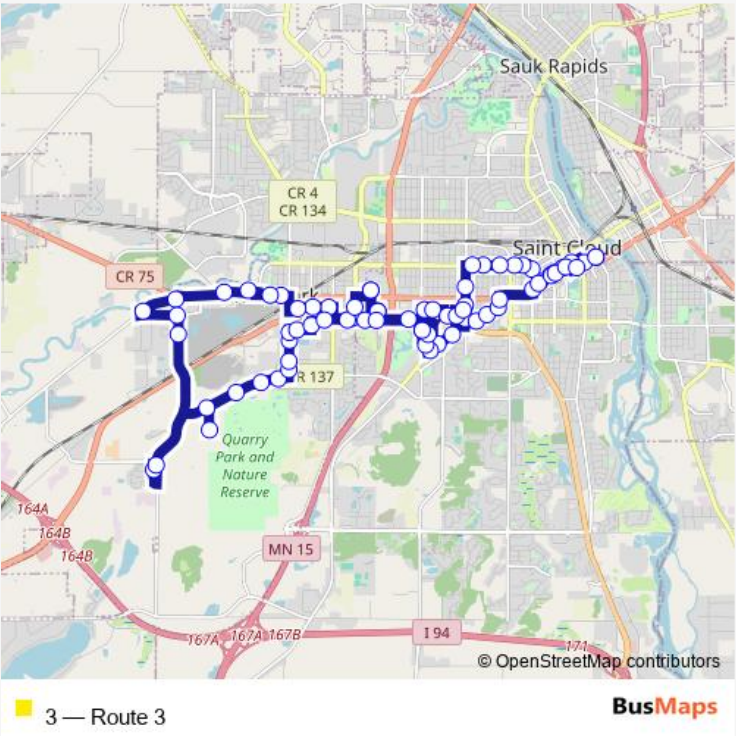 Sauk Rapids
CR 4
CR 134
Saint Cloud
CR 75
rk
R 137
Quarry
Park and
Nature
Reserve
164A
164B
164B
MN 15
167A 167A 167B
I 94
171
© OpenStreetMap contributors
3 — Route 3
BusMaps